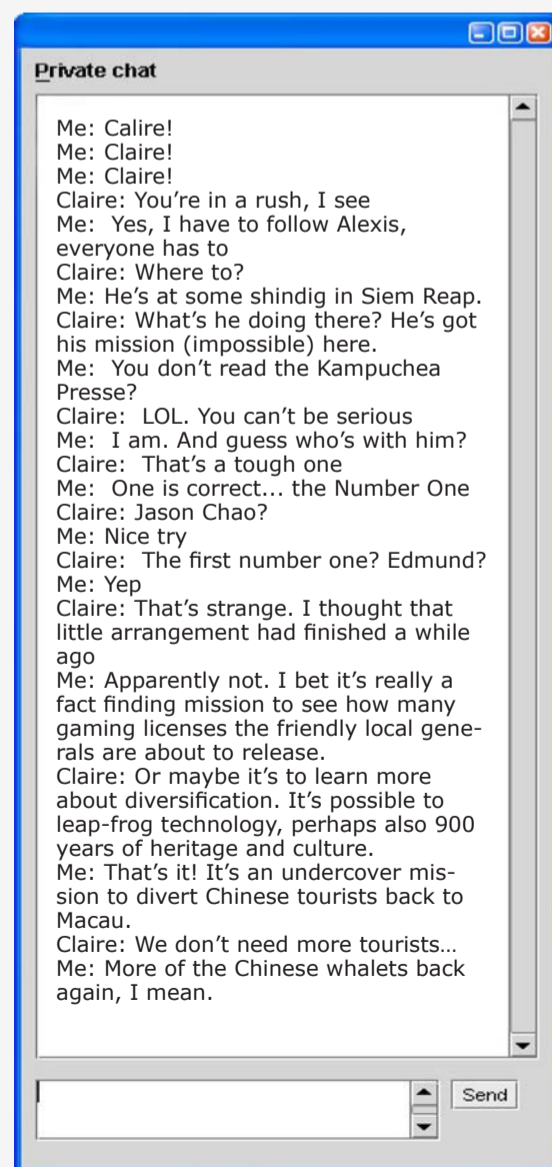 Private chat
Me: Calire!
Me: Claire!
Me: Claire!
Claire: You’re in a rush, I see
Me:  Yes, I have to follow Alexis,
everyone has to
Claire: Where to?
Me: He’s at some shindig in Siem Reap.
Claire: What’s he doing there? He’s got
his mission (impossible) here.
Me:  You don’t read the Kampuchea
Presse?
Claire:  LOL. You can’t be serious
Me:  I am. And guess who’s with him?
Claire:  That’s a tough one
Me:  One is correct... the Number One
Claire: Jason Chao?
Me: Nice try
Claire:  The first number one? Edmund?
Me: Yep
Claire: That’s strange. I thought that
little arrangement had finished a while
ago
Me: Apparently not. I bet it’s really a
fact finding mission to see how many
gaming licenses the friendly local gene-
rals are about to release.
Claire: Or maybe it’s to learn more
about diversification. It’s possible to
leap-frog technology, perhaps also 900
years of heritage and culture.
Me: That’s it! It’s an undercover mis-
sion to divert Chinese tourists back to
Macau.
Claire: We don’t need more tourists…
Me: More of the Chinese whalets back
again, I mean.
Send